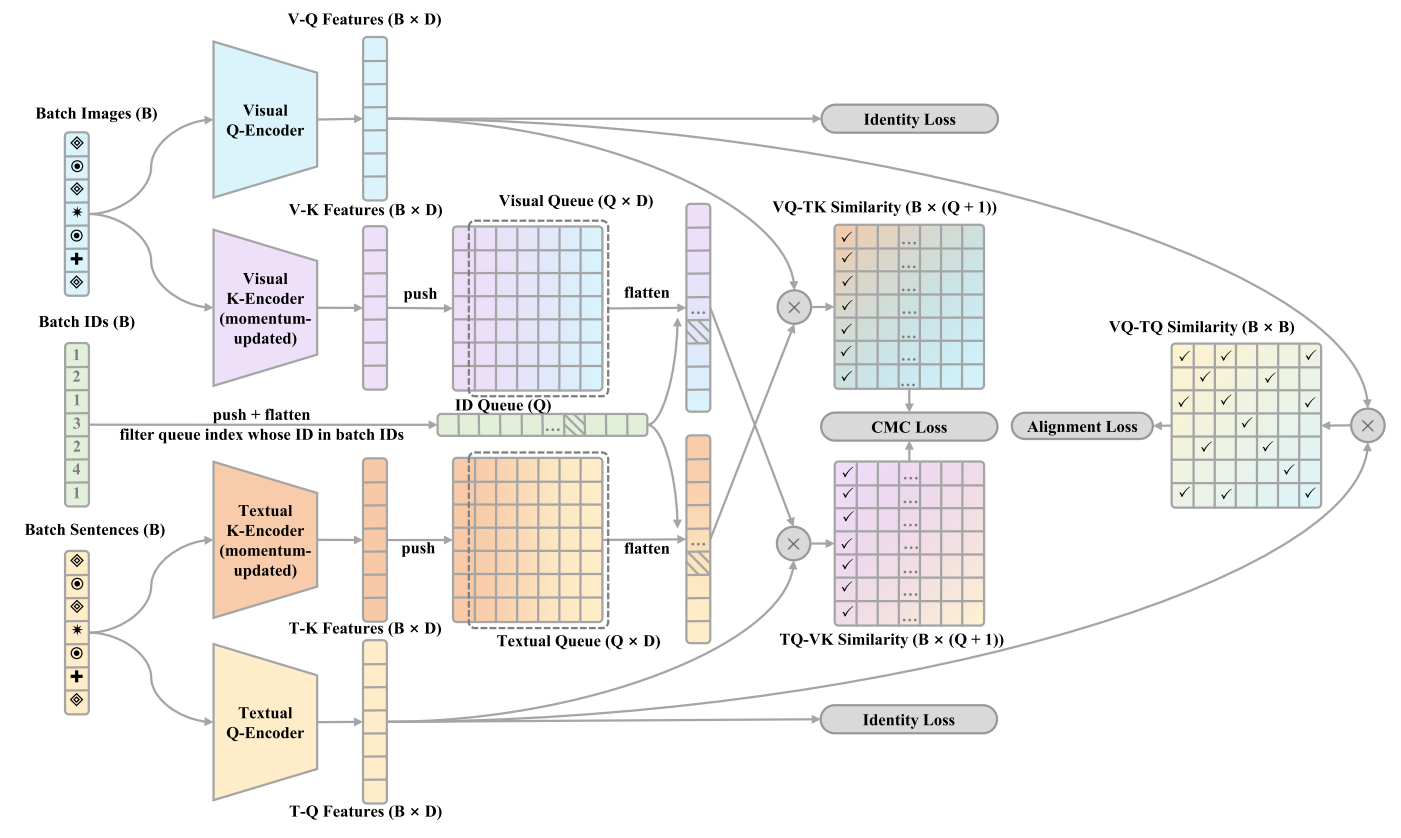 V-Q Features (B × D)
Batch Images (B)
Visual
Q-Encoder
Identity Loss
V-K Features (B × D)
Visual Queue (Q × D)
VQ-TK Similarity (B × (Q + 1))
Visual
K-Encoder
(momentum-
updated)
push
flatten
...
Batch IDs (B)
VQ-TQ Similarity (B × B)
1
2
1
3
2
4
1
push + flatten
filter queue index whose ID in batch IDs
ID Queue (Q)
...
CMC Loss
Alignment Loss
Batch Sentences (B)
Textual
K-Encoder
(momentum-
updated)
push
flatten
...
T-K Features (B × D)
Textual Queue (Q × D)
TQ-VK Similarity (B × (Q + 1))
Textual
Q-Encoder
Identity Loss
T-Q Features (B × D)